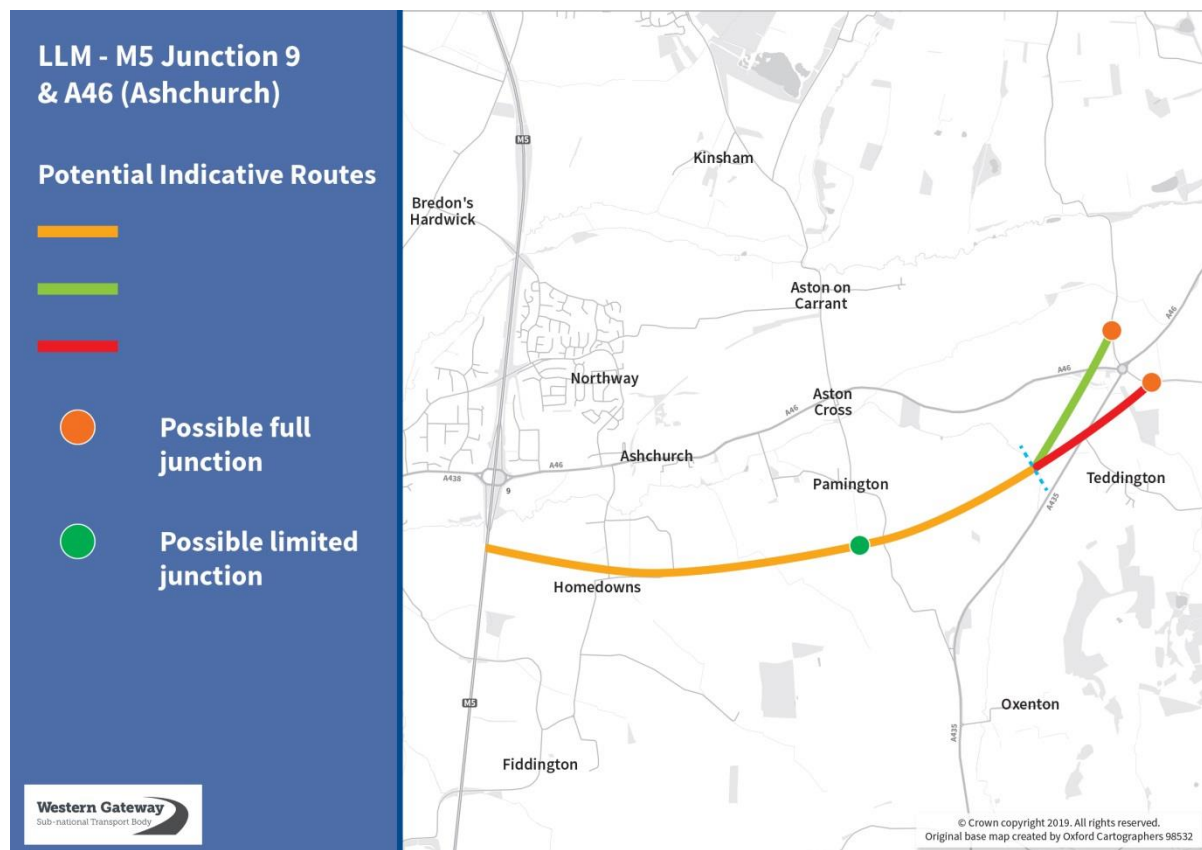 LLM - M5 Junction 9
& A46 (Ashchurch)
Potential Indicative Routes
Possible full
junction
Possible limited
junction
Western Gateway
Sub-national Transport Body
M5
Kinsham
Bredon's
Hardwick
Aston on
Carrant
A46
Northway
A46
Aston
Cross
A46
Ashchurch
A46
A438
9
Pamington
Teddington
A435
Homedowns
M5
Oxenton
A435
Fiddington
© Crown copyright 2019. All rights reserved.
Original base map created by Oxford Cartographers 98532